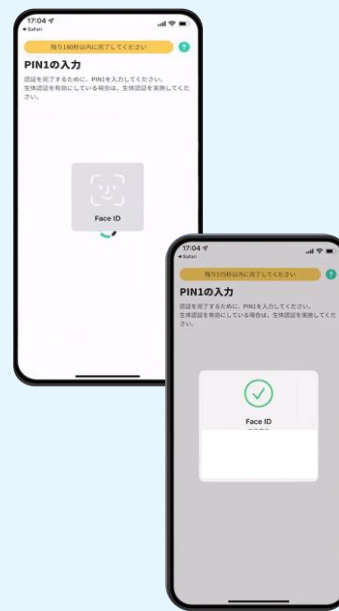 17:04
◀ Safari
残り180秒以内に完了してください
?
PIN1の入力
認証を完了するために、PIN1を入力してください。
生体認証を有効にしている場合は、生体認証を実施してくだ
さい。
Face ID
17:04
◀ Safari
残り175秒以内に完了してください
?
PIN1の入力
認証を完了するために、PIN1を入力してください。
生体認証を有効にしている場合は、生体認証を実施してくだ
さい。
Face ID